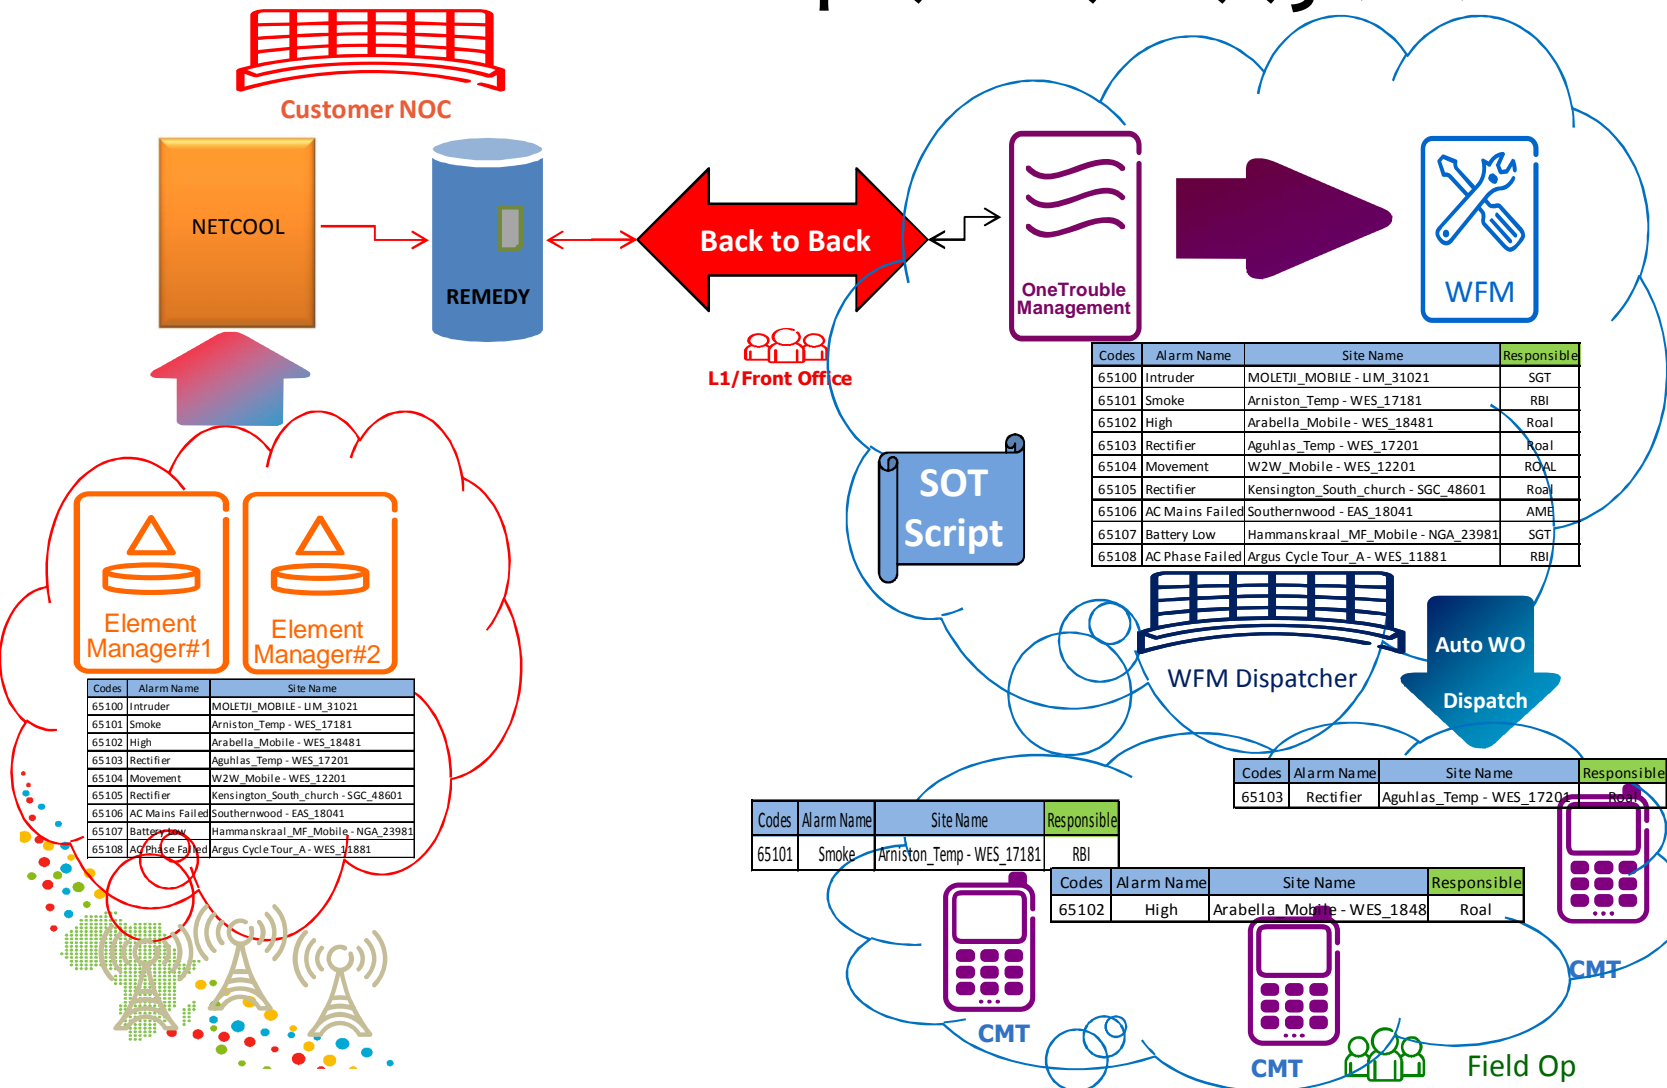 Customer NOC
NETCOOL
REMEDY
Back to Back
L1/Front Office
OneTrouble
Management
WFM
Codes Alarm Name Site Name Responsible
65100 Intruder MOLETJI_MOBILE - LIM_31021 SGT
65101 Smoke Arniston_Temp - WES_17181 RBI
65102 High Arabella_Mobile - WES_18481 Roal
65103 Rectifier Aguhlas_Temp - WES_17201 Roal
65104 Movement W2W_Mobile - WES_12201 ROAL
65105 Rectifier Kensington_South_church - SGC_48601 Roal
65106 AC Mains Failed Southernwood - EAS_18041 AME
65107 Battery Low Hammanskraal_MF_Mobile - NGA_23981 SGT
65108 AC Phase Failed Argus Cycle Tour_A - WES_11881 RBI
SOT
Script
Element
Manager#1
Element
Manager#2
Codes Alarm Name Site Name
65100 Intruder MOLETJI_MOBILE - LIM_31021
65101 Smoke Arniston_Temp - WES_17181
65102 High Arabella_Mobile - WES_18481
65103 Rectifier Aguhlas_Temp - WES_17201
65104 Movement W2W_Mobile - WES_12201
65105 Rectifier Kensington_South_church - SGC_48601
65106 AC Mains Failed Southernwood - EAS_18041
65107 Battery Low Hammanskraal_MF_Mobile - NGA_23981
65108 AC Phase Failed Argus Cycle Tour_A - WES_11881
WFM Dispatcher
Auto WO
Dispatch
Codes Alarm Name Site Name Responsible
65103 Rectifier Aguhlas_Temp - WES_17201 Roal
Codes Alarm Name Site Name Responsible
65101 Smoke Arniston_Temp - WES_17181 RBI
Codes Alarm Name Site Name Responsible
65102 High Arabella_Mobile - WES_1848 Roal
CMT
CMT
CMT
Field Op